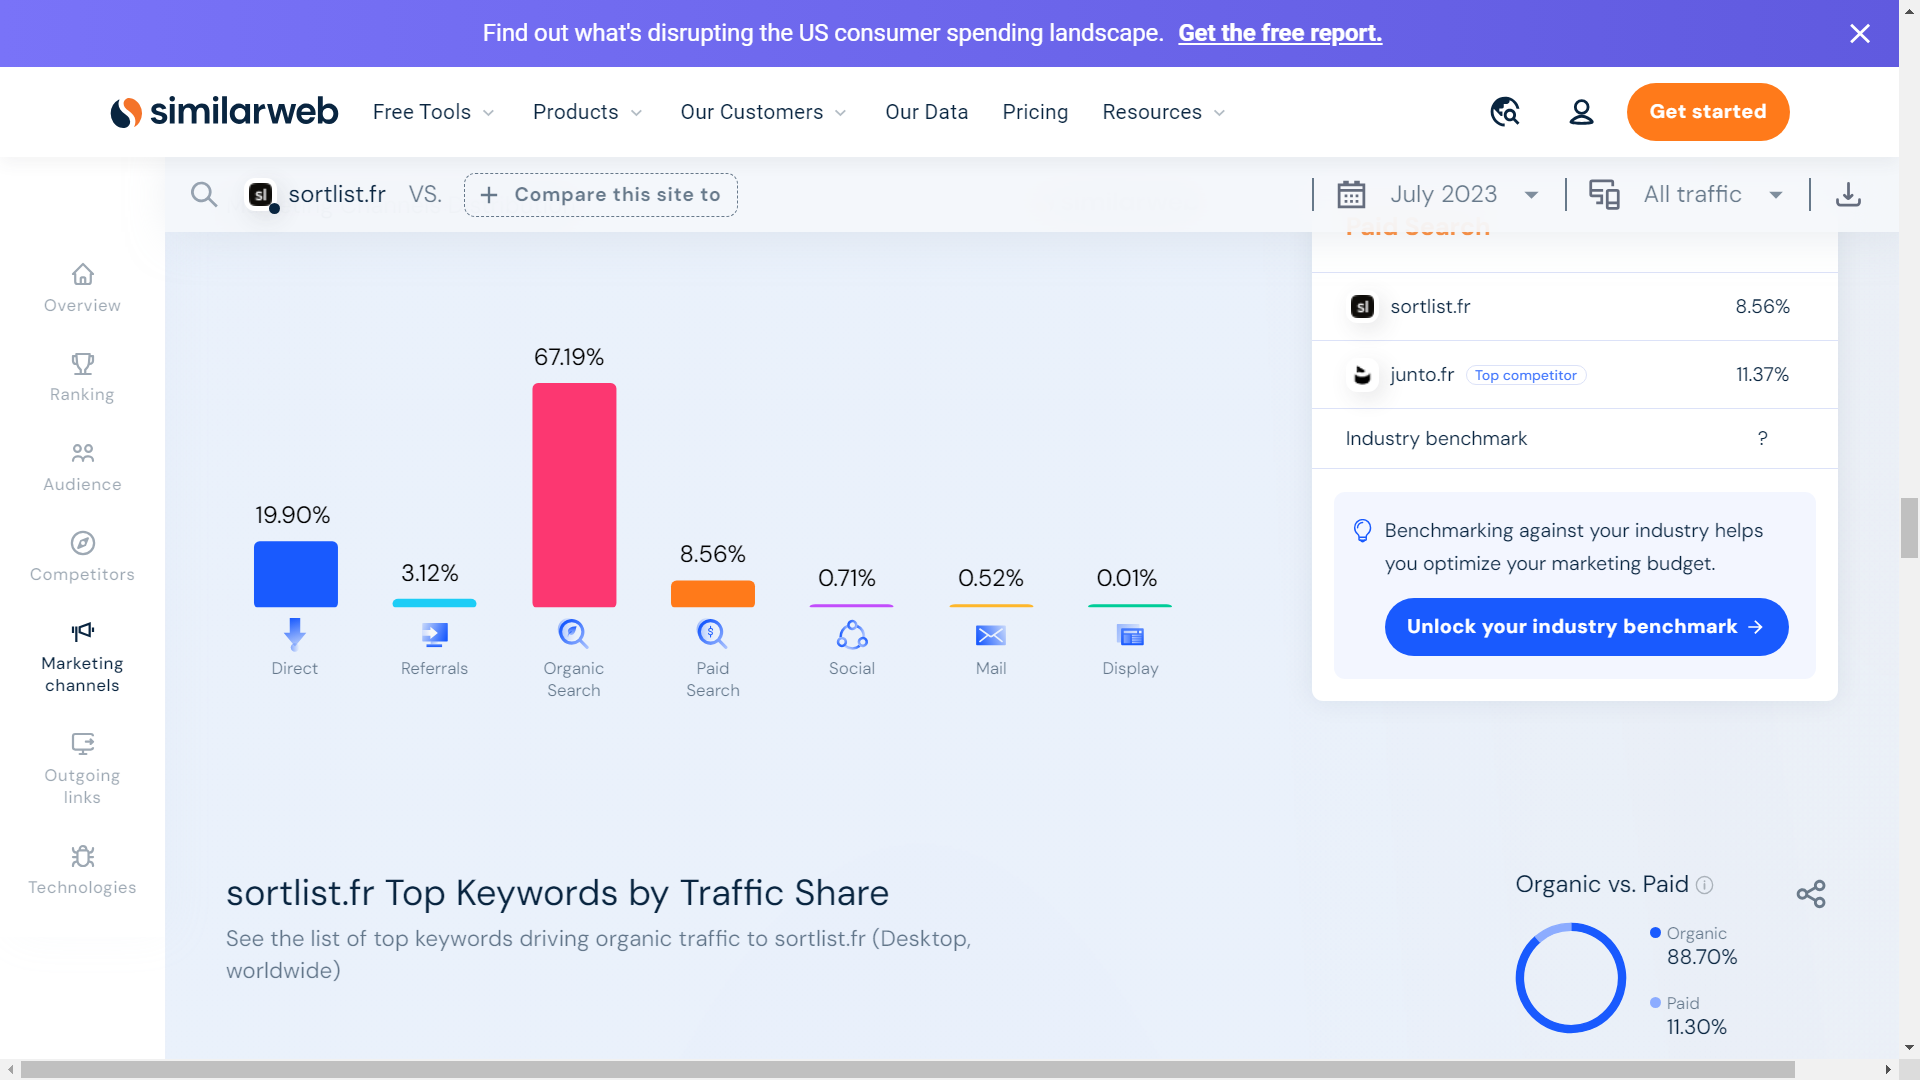 Find out what's disrupting the US consumer spending landscape. Get the free report.
similarweb
Free Tools
Products
Our Customers
Our Data
Pricing
Resources
Get started
sl
sortlist.fr
VS.
+ Compare this site to
July 2023
All traffic
Overview
Ranking
Audience
Competitors
Marketing
channels
Outgoing
links
Technologies
19.90%
3.12%
67.19%
8.56%
0.71%
0.52%
0.01%
Direct
Referrals
Organic
Search
Paid
Search
Social
Mail
Display
Paid Search
sl
sortlist.fr
8.56%
junto.fr
Top competitor
11.37%
Industry benchmark
?
Benchmarking against your industry helps
you optimize your marketing budget.
Unlock your industry benchmark →
sortlist.fr Top Keywords by Traffic Share
See the list of top keywords driving organic traffic to sortlist.fr (Desktop,
worldwide)
Organic vs. Paid
Organic
88.70%
Paid
11.30%